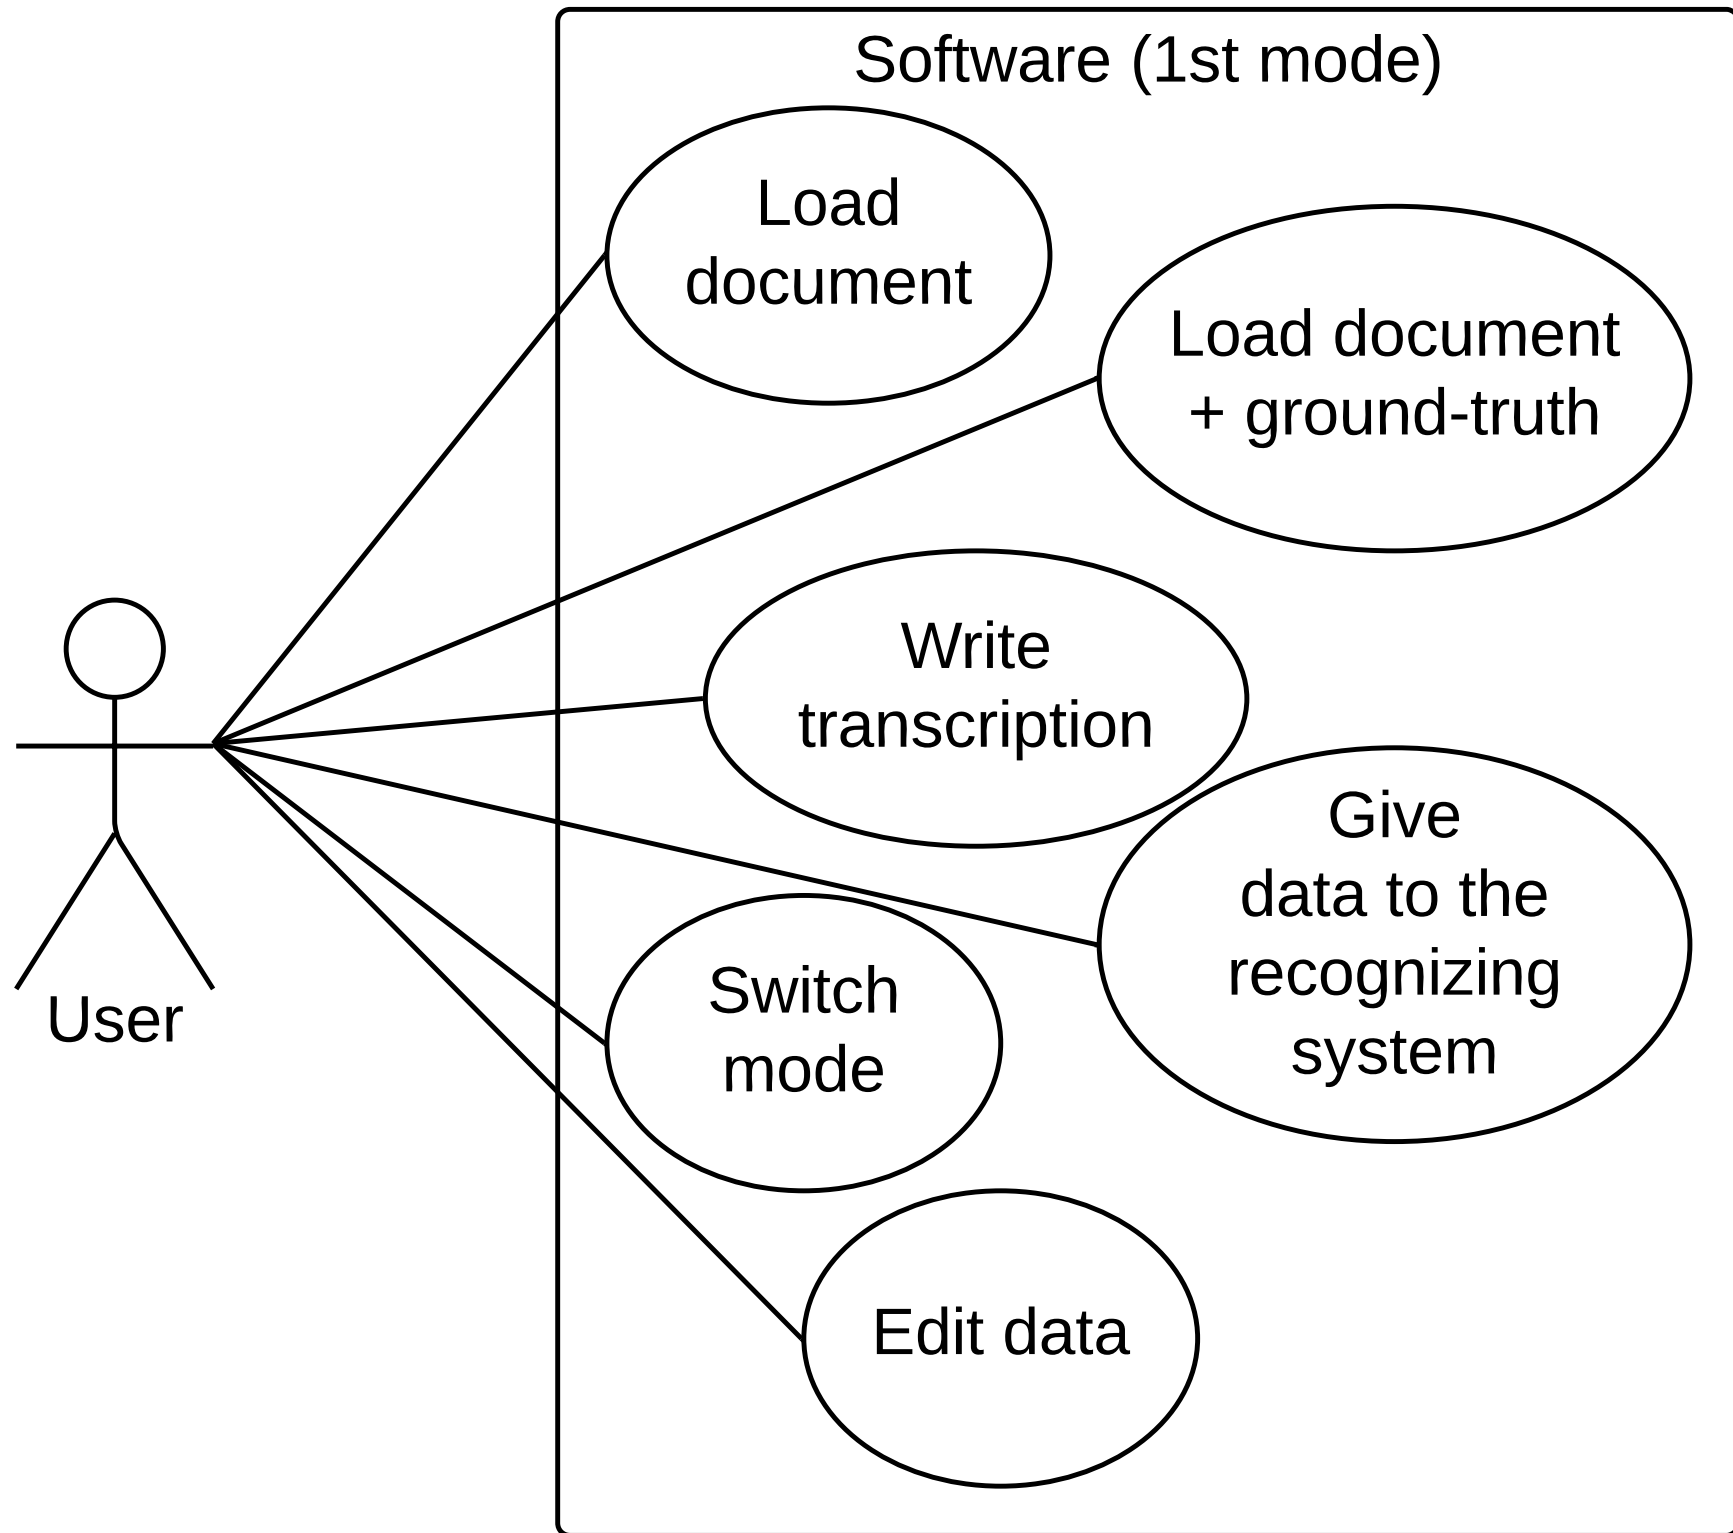 Software (1st mode)
Load
document
Load document
+ ground-truth
Write
transcription
Give
data to the
recognizing
system
Switch
mode
User
Edit data